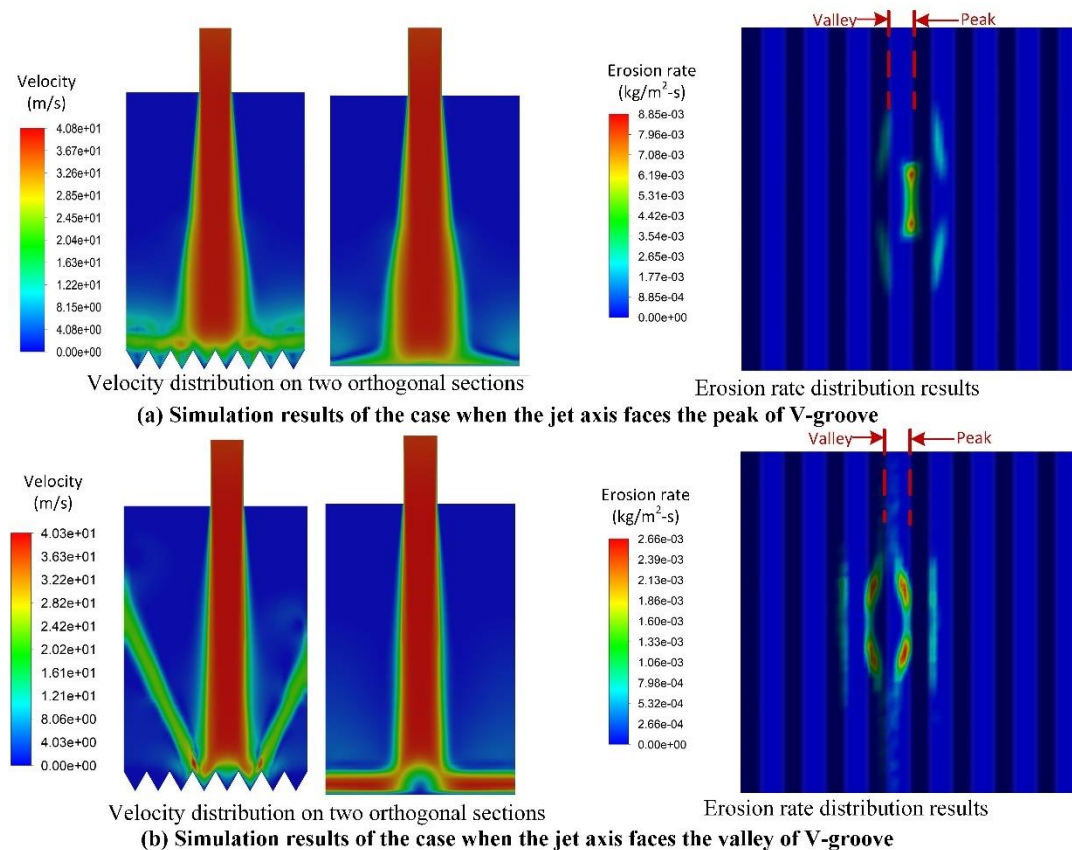 Valley
Peak
Velocity
(m/s)
4.08e+01
3.67e+01
3.26e+01
2.85e+01
2.45e+01
2.04e+01
1.63e+01
1.22e+01
8.15e+00
4.08e+00
0.00e+00
Erosion rate
(kg/m²-s)
8.85e-03
7.96e-03
7.08e-03
6.19e-03
5.31e-03
4.42e-03
3.54e-03
2.65e-03
1.77e-03
8.85e-04
0.00e+00
Velocity distribution on two orthogonal sections
Erosion rate distribution results
(a) Simulation results of the case when the jet axis faces the peak of V-groove
Valley
Peak
Velocity
(m/s)
4.03e+01
3.63e+01
3.22e+01
2.82e+01
2.42e+01
2.02e+01
1.61e+01
1.21e+01
8.06e+00
4.03e+00
0.00e+00
Erosion rate
(kg/m²-s)
2.66e-03
2.39e-03
2.13e-03
1.86e-03
1.60e-03
1.33e-03
1.06e-03
7.98e-04
5.32e-04
2.66e-04
0.00e+00
Velocity distribution on two orthogonal sections
Erosion rate distribution results
(b) Simulation results of the case when the jet axis faces the valley of V-groove